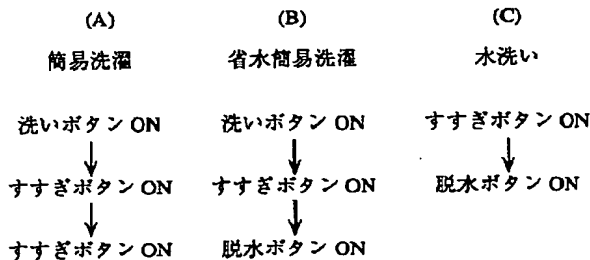 (A) (B) (C)
簡易洗濯 省水簡易洗濯 水洗い
洗いボタン ON 洗いボタン ON すすぎボタン ON
すすぎボタン ON すすぎボタン ON 脱水ボタン ON
すすぎボタン ON 脱水ボタン ON